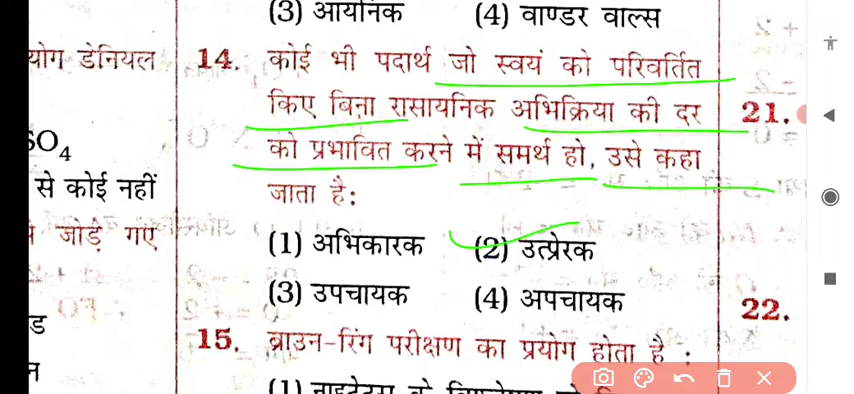 (3) आयनिक (4) वाण्डर वाल्स
योग डेनियल
SO4
से कोई नहीं
जोड़े गए
ड
न
14. कोई भी पदार्थ जो स्वयं को परिवर्तित
किए बिना रासायनिक अभिक्रिया की दर
को प्रभावित करने में समर्थ हो, उसे कहा
जाता है:
(1) अभिकारक (2) उत्प्रेरक
(3) उपचायक (4) अपचायक
15. ब्राउन-रिंग परीक्षण का प्रयोग होता है :
(1)
21.
22.